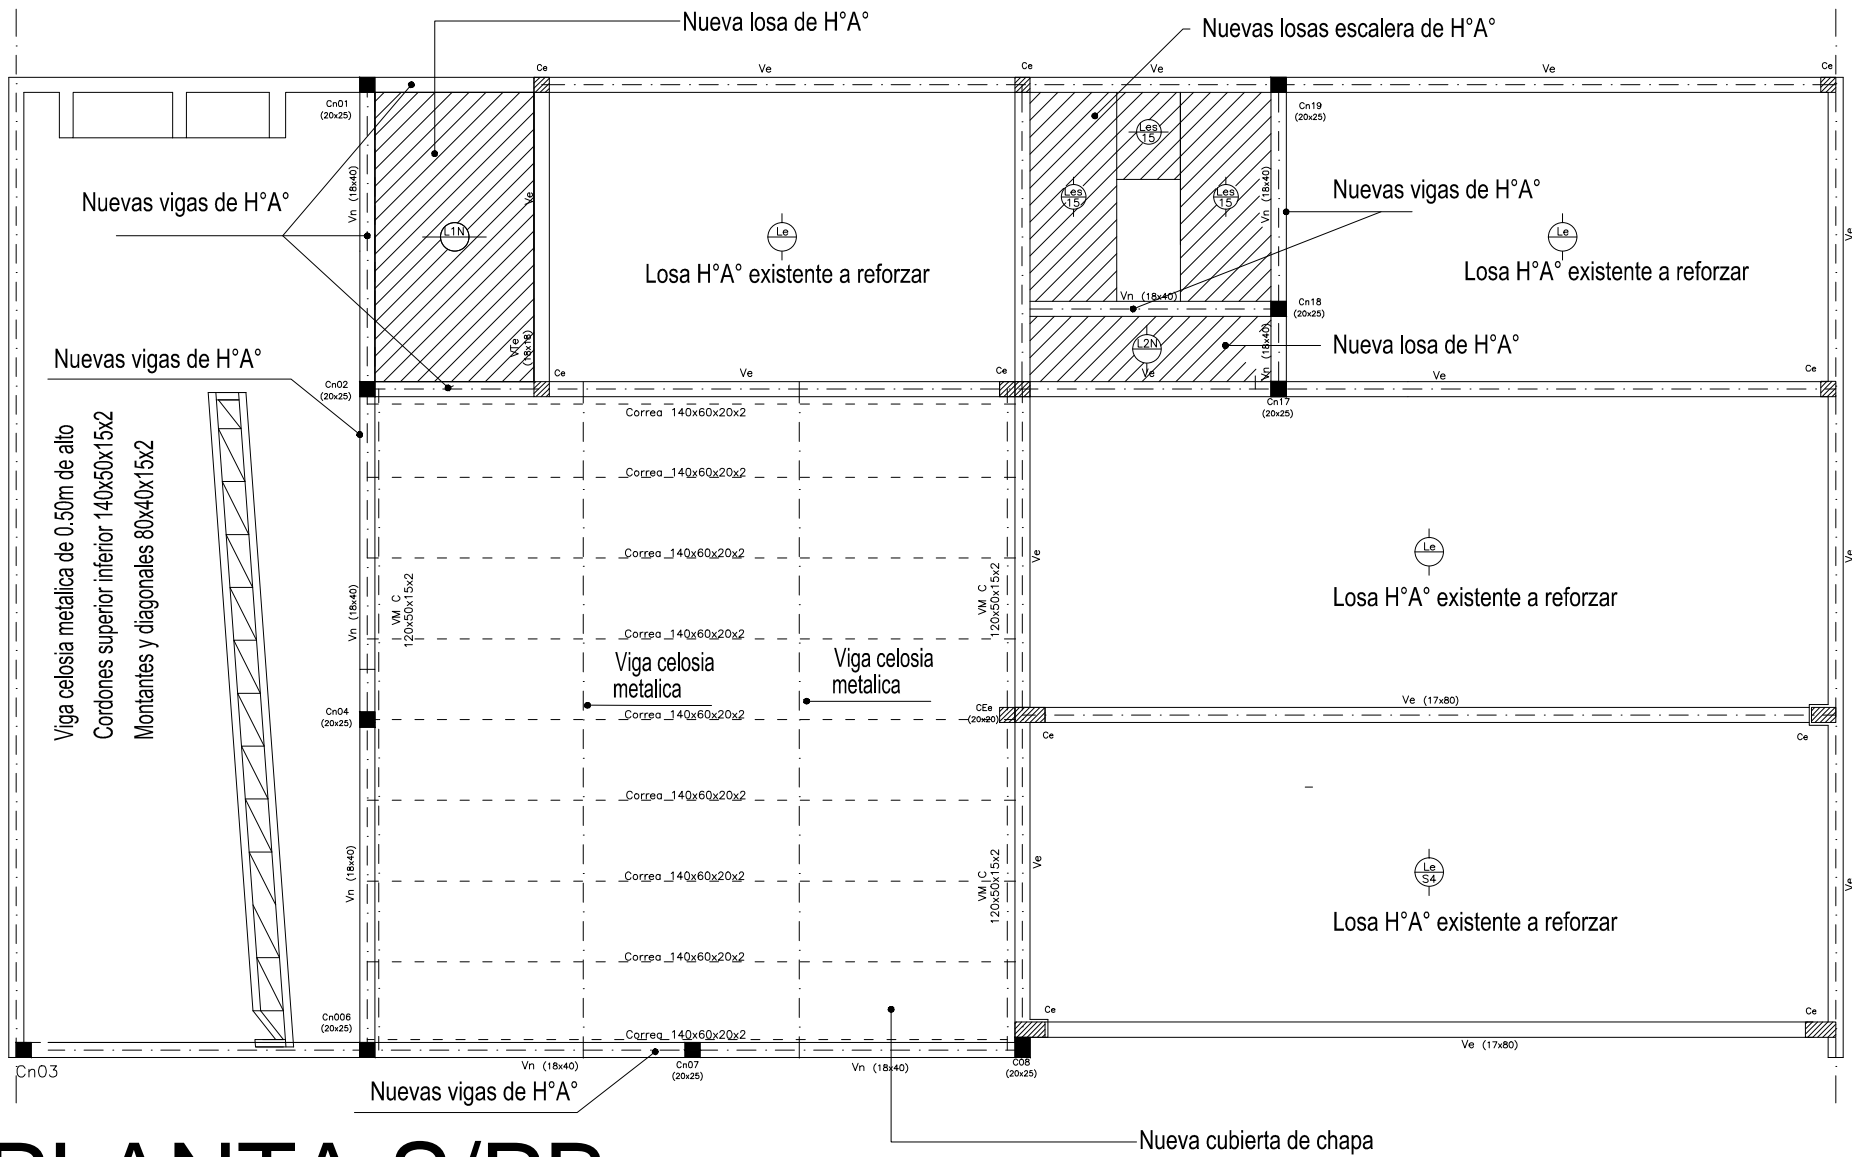 Nueva losa de H°A°
Nuevas losas escalera de H°A°
Ce
Ve
Ce
Ve
Ve
Ce
Cn01
(20x25)
Cn19
(20x25)
Les
15
Vn (18x40)
Ve
Les
15
Les
15
Vn (18x40)
Nuevas vigas de H°A°
Nuevas vigas de H°A°
L1N
Le
Le
Ve
Losa H°A° existente a reforzar
Losa H°A° existente a reforzar
Vn (18x40)
Cn18
(20x25)
VTe
(18x18)
L2N
Vn (18x40)
Nueva losa de H°A°
Nuevas vigas de H°A°
Ce
Ve
Ce
Ve
Ve
Ce
Cn02
(20x25)
Cn17
(20x25)
Correa 140x60x20x2
Viga celosia metalica de 0.50m de alto
Cordones superior inferior 140x50x15x2
Montantes y diagonales 80x40x15x2
Correa 140x60x20x2
Correa 140x60x20x2
Ve
Le
Ve
Losa H°A° existente a reforzar
Vn (18x40)
VM C
120x50x15x2
VM C
120x50x15x2
Correa 140x60x20x2
Viga celosia
metalica
Viga celosia
metalica
Cn04
(20x25)
Correa 140x60x20x2
CEe
(20x20)
Ve (17x80)
Ce
Ce
Correa 140x60x20x2
Vn (18x40)
Correa 140x60x20x2
VM C
120x50x15x2
Ve
Le
S4
Ve
Losa H°A° existente a reforzar
Correa 140x60x20x2
Cn006
(20x25)
Correa 140x60x20x2
Ce
Ce
Ve (17x80)
Cn03
Vn (18x40)
Cn07
(20x25)
Vn (18x40)
C08
(20x25)
Nuevas vigas de H°A°
Nueva cubierta de chapa
PLANTA S/PB